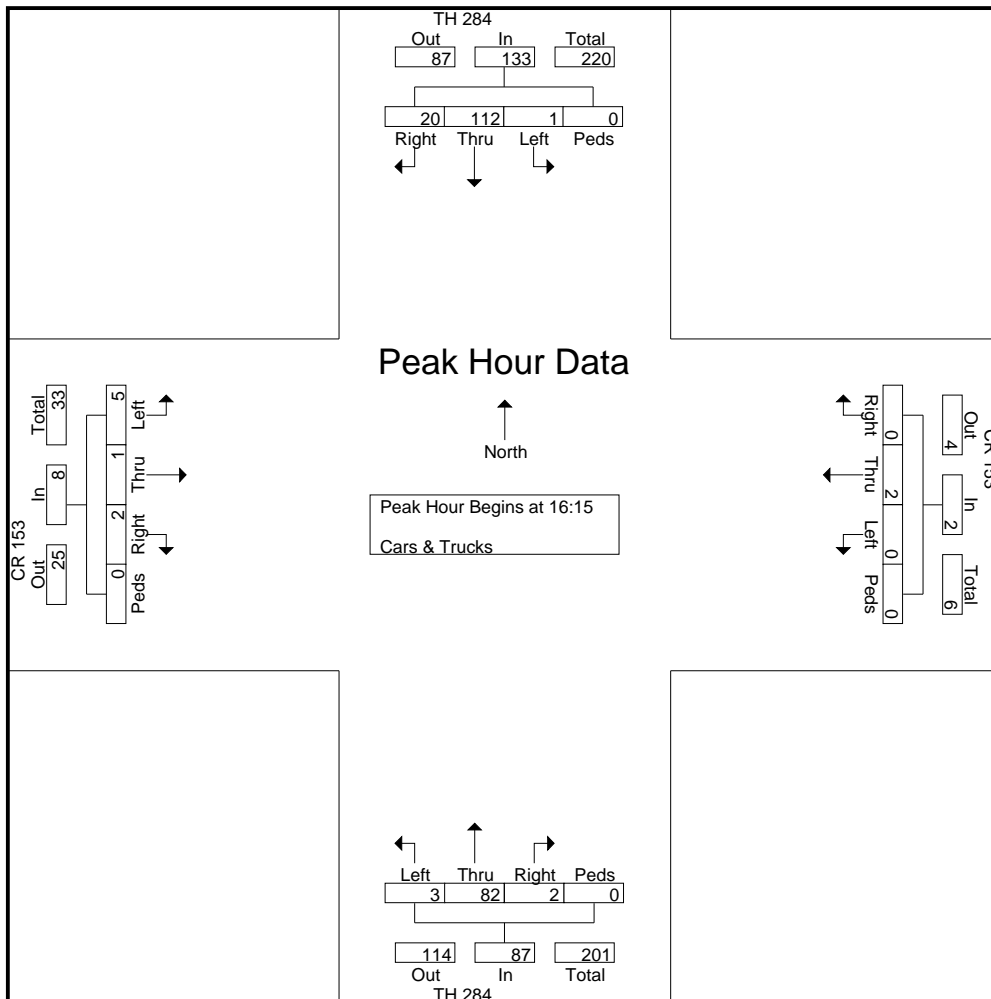 TH 284
Out In Total
87 133 220
20 112 1 0
Right Thru Left Peds
Peak Hour Data
North
Peak Hour Begins at 16:15
Cars & Trucks
CR 153
Out In Total
25 8 33
5 1 2 0
Left Thru Right Peds
CR 153
Out In Total
4 2 6
0 2 0 0
Right Thru Left Peds
Left Thru Right Peds
3 82 2 0
114 87 201
Out In Total
TH 284